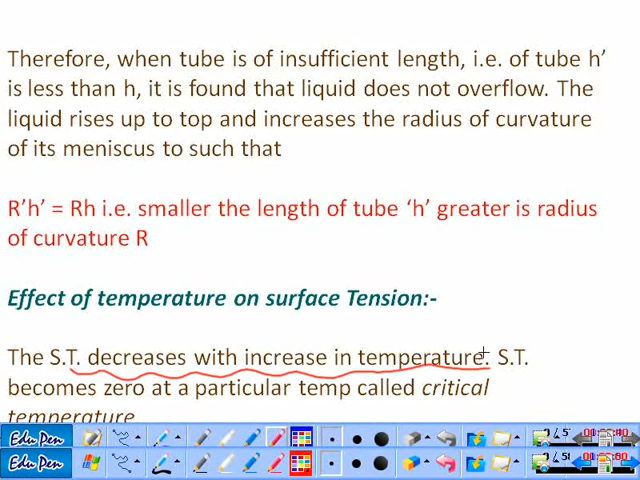 Therefore, when tube is of insufficient length, i.e. of tube h'
is less than h, it is found that liquid does not overflow. The
liquid rises up to top and increases the radius of curvature
of its meniscus to such that
R'h' = Rh i.e. smaller the length of tube 'h' greater is radius
of curvature R
Effect of temperature on surface Tension:-
The S.T. decreases with increase in temperature. S.T.
becomes zero at a particular temp called critical
temperature
Edu Pen
Edu Pen